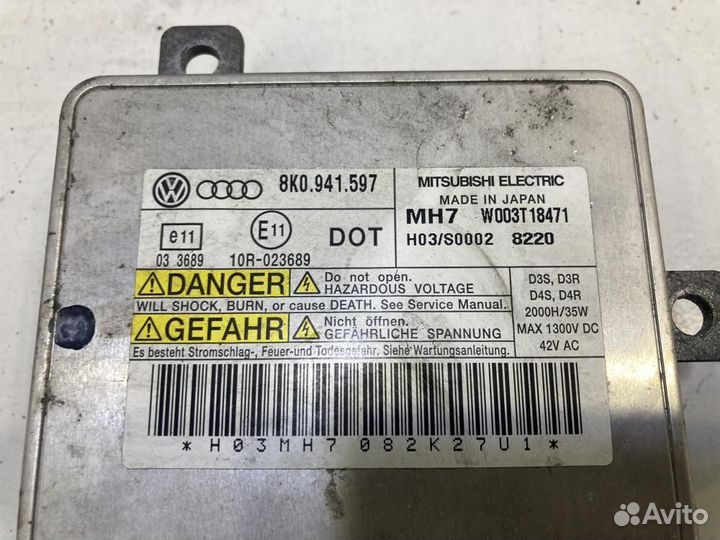 8K0.941.597
MITSUBISHI ELECTRIC
MADE IN JAPAN
MH7 W003T18471
H03/S0002 8220
e11
E11
DOT
03 3689
10R-023689
DANGER
Do not open.
HAZARDOUS VOLTAGE
WILL SHOCK, BURN, or cause DEATH. See Service Manual.
GEFAHR
Nicht öffnen.
GEFÄHRLICHE SPANNUNG
Es besteht Stromschlag-, Feuer-und Todesgefahr. Siehe Wartungsanleitung.
D3S, D3R
D4S, D4R
2000H/35W
MAX 1300V DC
42V AC
*H03MH7082K27U1*
Avito